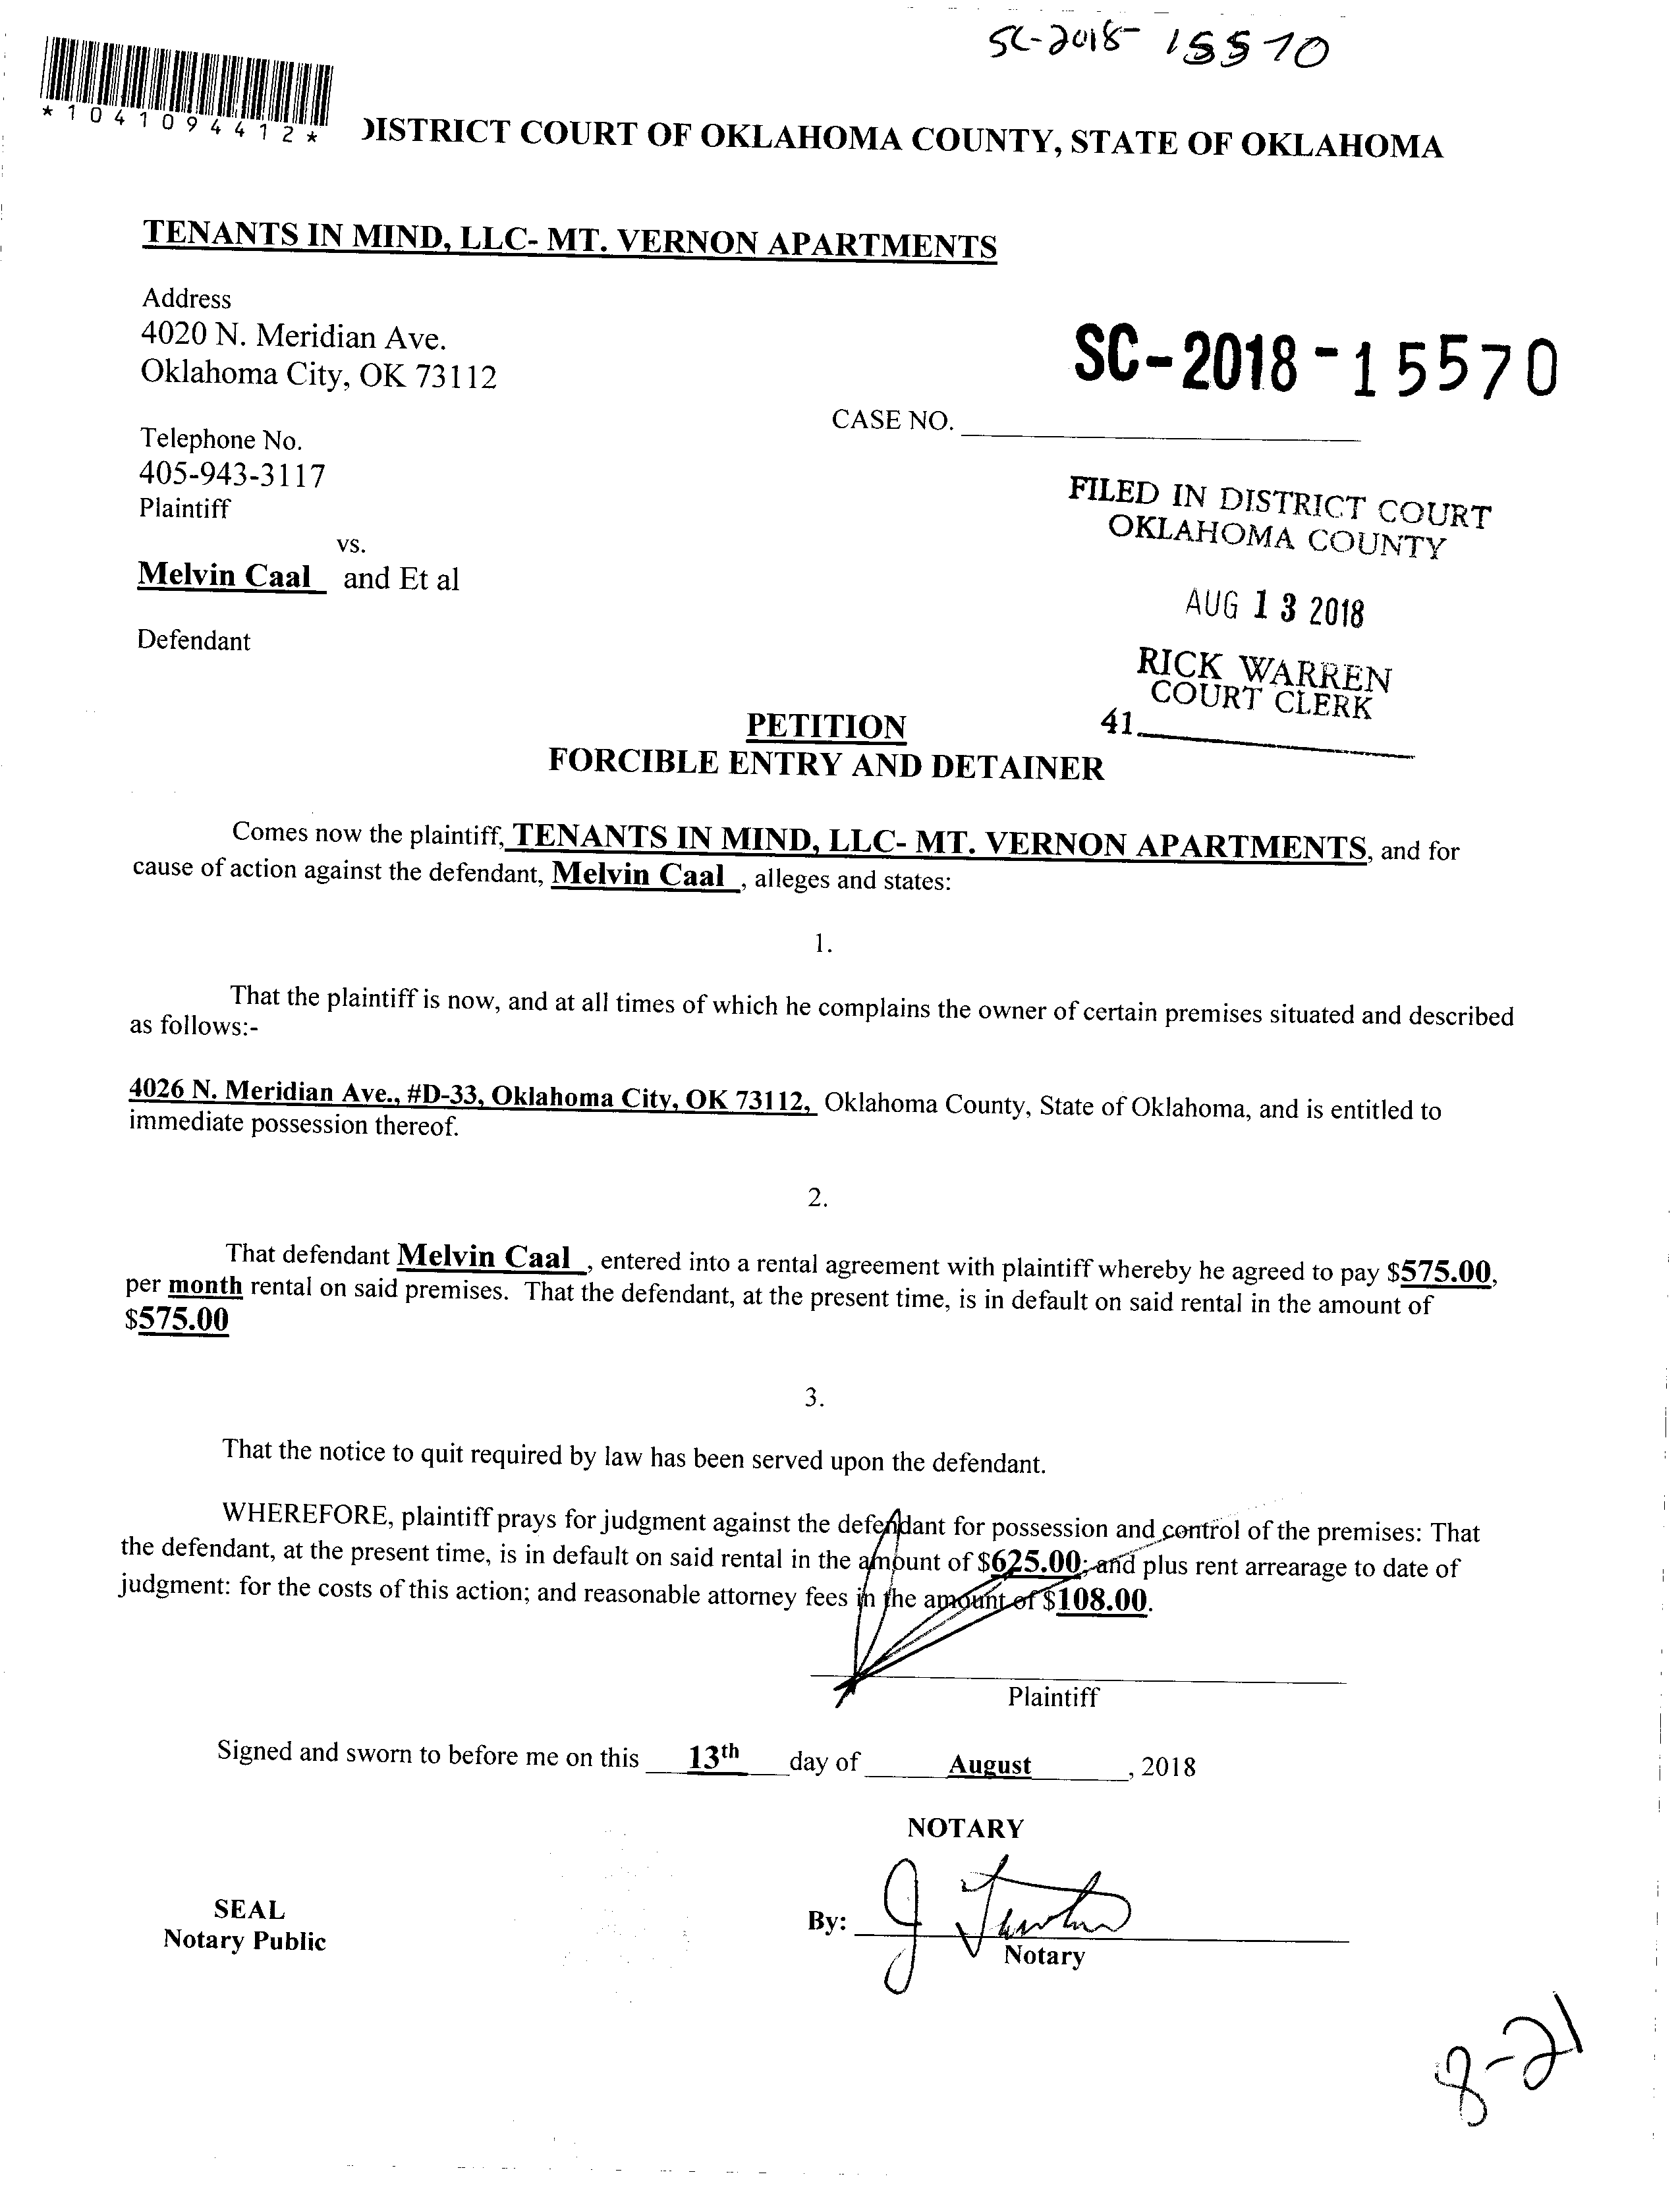 SC-2018-15570
*1041094412*
DISTRICT COURT OF OKLAHOMA COUNTY, STATE OF OKLAHOMA
TENANTS IN MIND, LLC- MT. VERNON APARTMENTS
Address
4020 N. Meridian Ave.
Oklahoma City, OK 73112
SC-2018-15570
CASE NO.
Telephone No.
405-943-3117
Plaintiff
FILED IN DISTRICT COURT
OKLAHOMA COUNTY
vs.
Melvin Caal and Et al
AUG 13 2018
Defendant
RICK WARREN
COURT CLERK
41
PETITION
FORCIBLE ENTRY AND DETAINER
Comes now the plaintiff, TENANTS IN MIND, LLC- MT. VERNON APARTMENTS, and for
cause of action against the defendant, Melvin Caal , alleges and states:
1.
That the plaintiff is now, and at all times of which he complains the owner of certain premises situated and described
as follows:-
4026 N. Meridian Ave., #D-33, Oklahoma City, OK 73112, Oklahoma County, State of Oklahoma, and is entitled to
immediate possession thereof.
2.
That defendant Melvin Caal , entered into a rental agreement with plaintiff whereby he agreed to pay $575.00,
per month rental on said premises. That the defendant, at the present time, is in default on said rental in the amount of
$575.00
3.
That the notice to quit required by law has been served upon the defendant.
WHEREFORE, plaintiff prays for judgment against the defendant for possession and control of the premises: That
the defendant, at the present time, is in default on said rental in the amount of $625.00; and plus rent arrearage to date of
judgment: for the costs of this action; and reasonable attorney fees in the amount of $108.00.
Plaintiff
Signed and sworn to before me on this 13th day of August , 2018
NOTARY
SEAL
Notary Public
By:
Notary
8-21